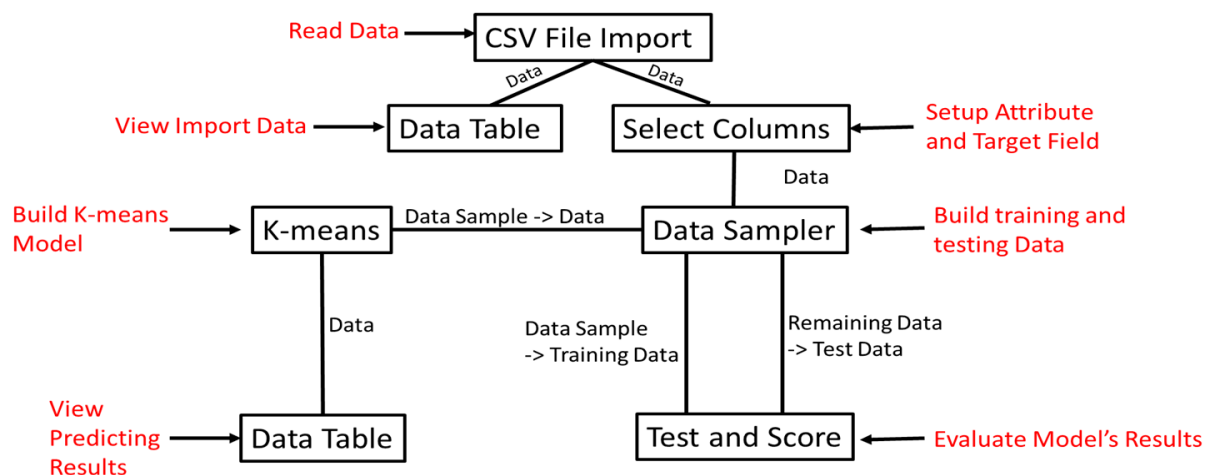 Read Data
CSV File Import
Data
Data
View Import Data
Data Table
Select Columns
Setup Attribute
and Target Field
Data
Build K-means
Model
K-means
Data Sample -> Data
Data Sampler
Build training and
testing Data
Data
Data Sample
-> Training Data
Remaining Data
-> Test Data
View
Predicting
Results
Data Table
Test and Score
Evaluate Model’s Results